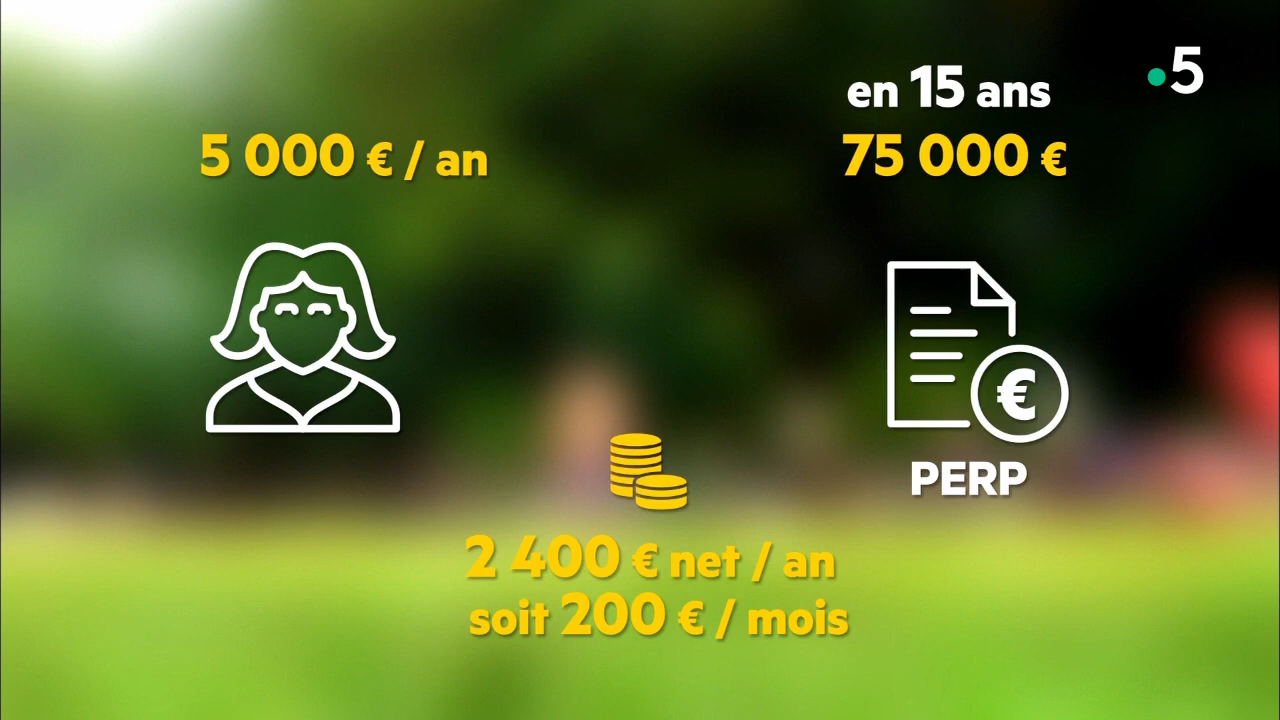 5
en 15 ans
5 000 € / an
75 000 €
€
PERP
2 400 € net / an
soit 200 € / mois